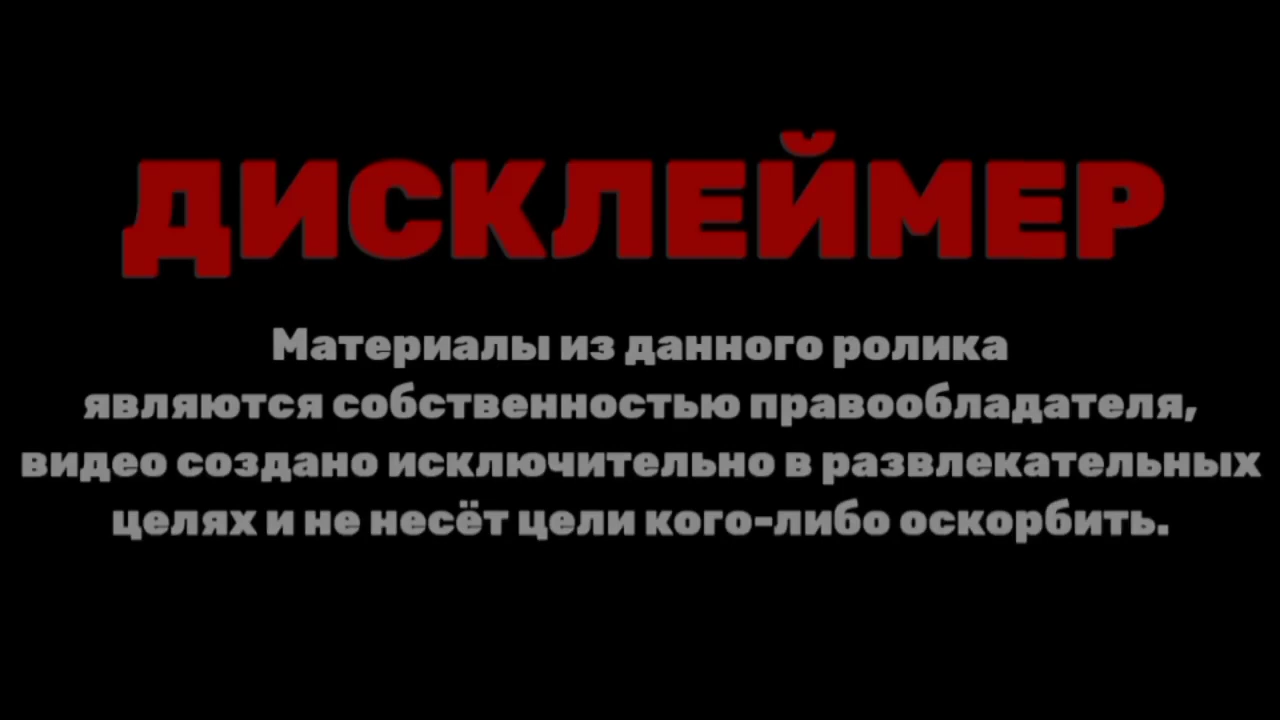 ДИСКЛЕЙМЕР
Материалы из данного ролика
являются собственностью правообладателя,
видео создано исключительно в развлекательных
целях и не несёт цели кого-либо оскорбить.